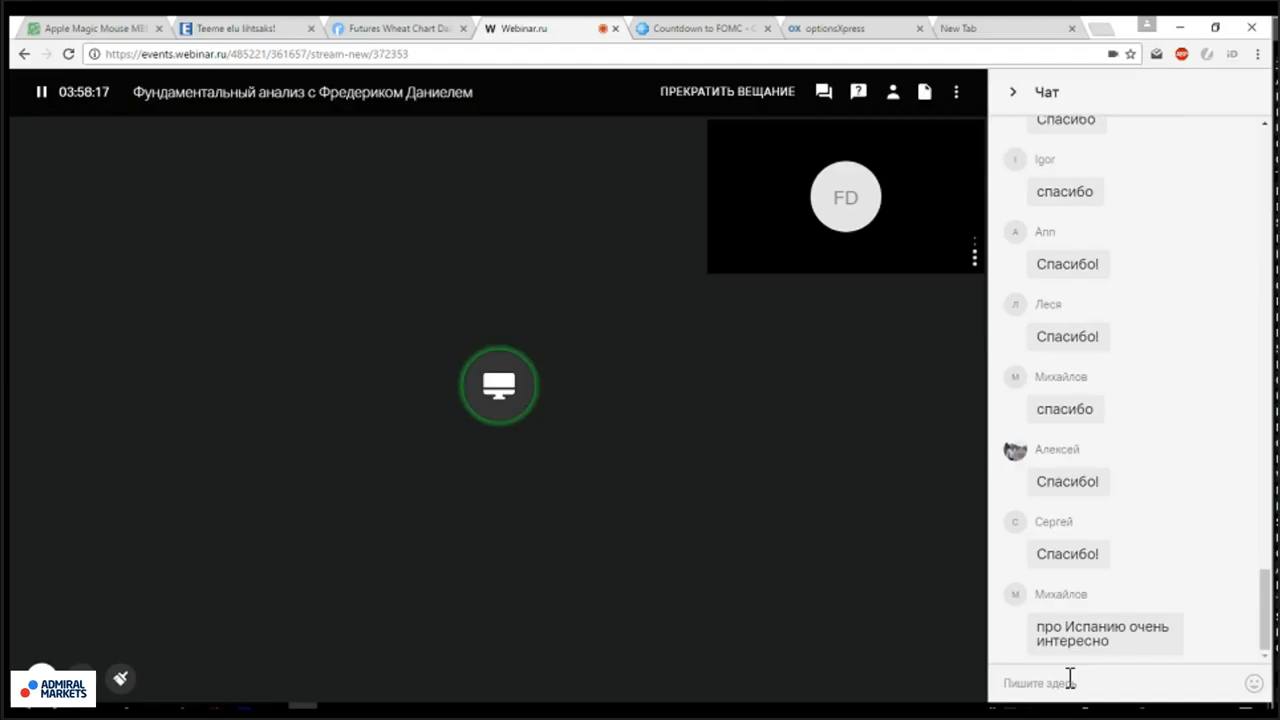 Apple Magic Mouse MB
Teeme elu lihtsaks!
Futures Wheat Chart Da
Webinar.ru
Countdown to FOMC -
optionsXpress
New Tab
https://events.webinar.ru/485221/361657/stream-new/372353
03:58:17
Фундаментальный анализ с Фредериком Даниелем
ПРЕКРАТИТЬ ВЕЩАНИЕ
FD
Чат
Спасибо
I Igor
спасибо
A Ann
Спасибо!
Л Леся
Спасибо!
М Михайлов
спасибо
Алексей
Спасибо!
С Сергей
Спасибо!
М Михайлов
про Испанию очень
интересно
Пишите здесь
ADMIRAL
MARKETS